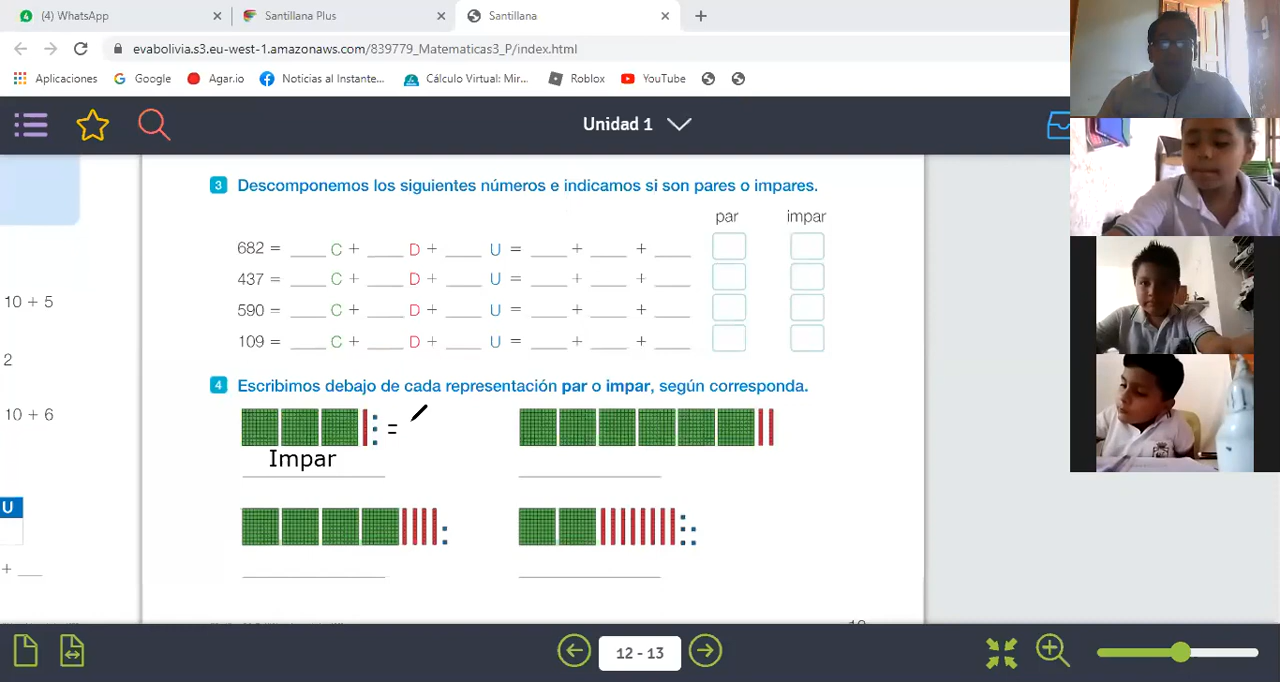 (4) WhatsApp
Santillana Plus
Santillana
evabolivia.s3.eu-west-1.amazonaws.com/839779_Matematicas3_P/index.html
Aplicaciones Google Agar.io Noticias al Instante... Cálculo Virtual: Mir... Roblox YouTube
Unidad 1
3 Descomponemos los siguientes números e indicamos si son pares o impares.
par impar
682 = ____ C + ____ D + ____ U = ____ + ____ + ____
437 = ____ C + ____ D + ____ U = ____ + ____ + ____
590 = ____ C + ____ D + ____ U = ____ + ____ + ____
109 = ____ C + ____ D + ____ U = ____ + ____ + ____
10 + 5
2
10 + 6
U
+ ___
4 Escribimos debajo de cada representación par o impar, según corresponda.
=
Impar
12 - 13